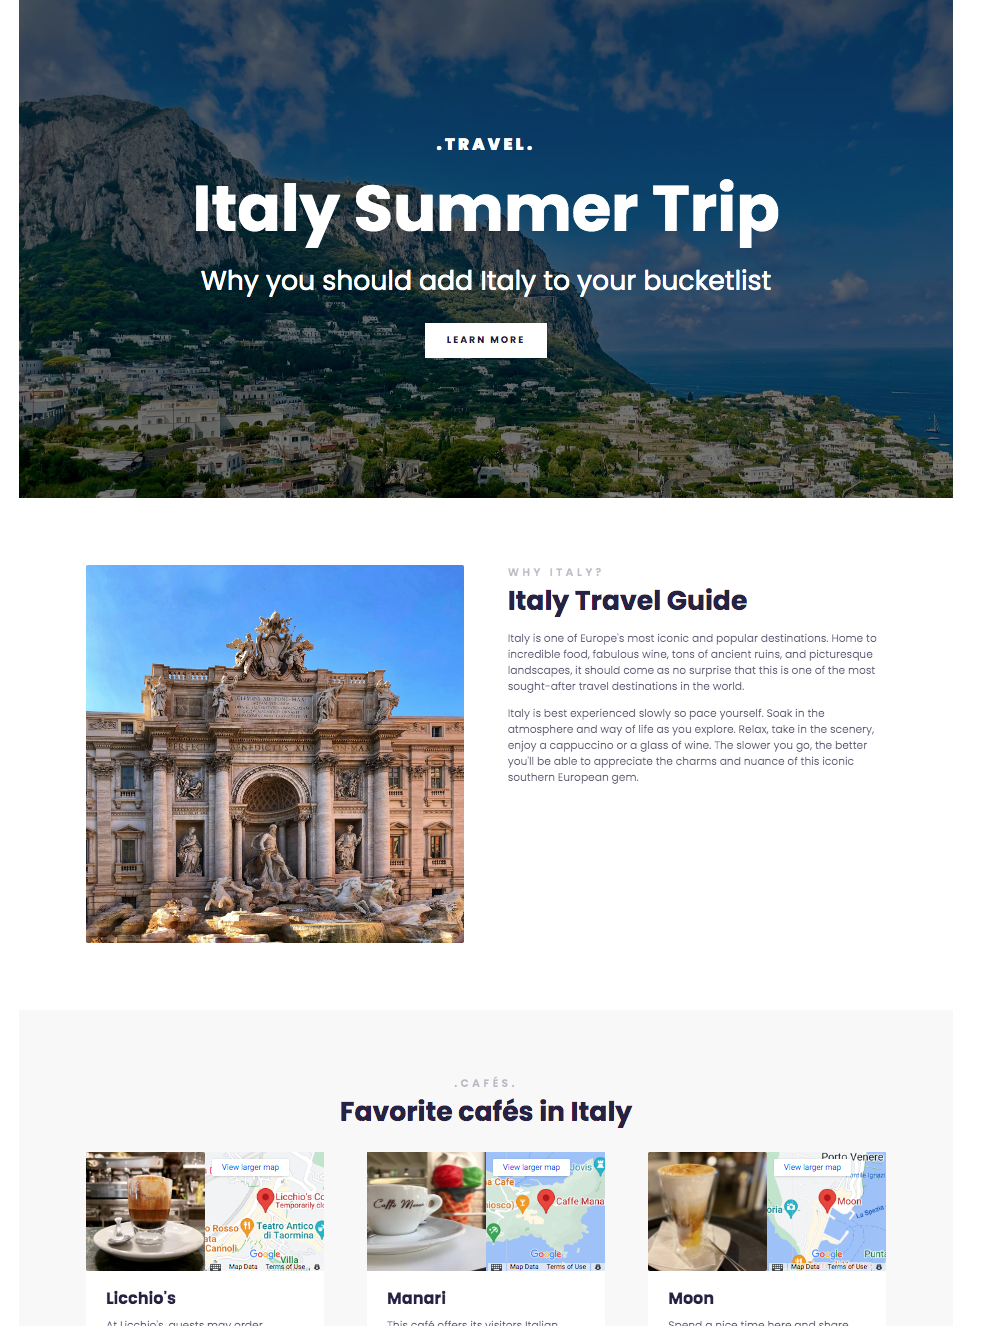 .TRAVEL.
Italy Summer Trip
Why you should add Italy to your bucketlist
LEARN MORE
WHY ITALY?
Italy Travel Guide
Italy is one of Europe's most iconic and popular destinations. Home to
incredible food, fabulous wine, tons of ancient ruins, and picturesque
landscapes, it should come as no surprise that this is one of the most
sought-after travel destinations in the world.
Italy is best experienced slowly so pace yourself. Soak in the
atmosphere and way of life as you explore. Relax, take in the scenery,
enjoy a cappuccino or a glass of wine. The slower you go, the better
you'll be able to appreciate the charms and nuance of this iconic
southern European gem.
PERFECIT BENEDICTVS XIV
.CAFÉS.
Favorite cafés in Italy
View larger map
Licchio's Co
Temporarily clo
o Rosso
Teatro Antico
di Taormina
ata
Cannoli
Google
Villa
Map Data
Terms of Use
Caffe Mana
View larger map
Jovis
a Cafe
iosco)
Caffe Mana
Google
Map Data
Terms of Use
Porto Venere
View larger map
Moon
oria
La Spezia
Google
Punta
Map Data
Terms of Use
Licchio's
At Licchio's, guests may order
Manari
This café offers its visitors Italian
Moon
Spend a nice time here and share